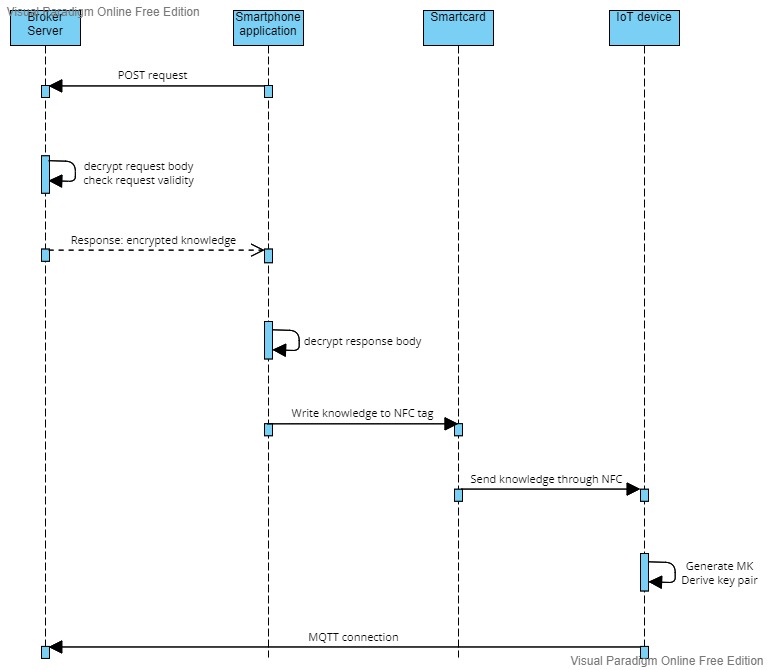 Visual Paradigm Online Free Edition
Broker
Server
Smartphone
application
Smartcard
IoT device
POST request
decrypt request body
check request validity
Response: encrypted knowledge
decrypt response body
Write knowledge to NFC tag
Send knowledge through NFC
Generate MK
Derive key pair
MQTT connection
Visual Paradigm Online Free Edition